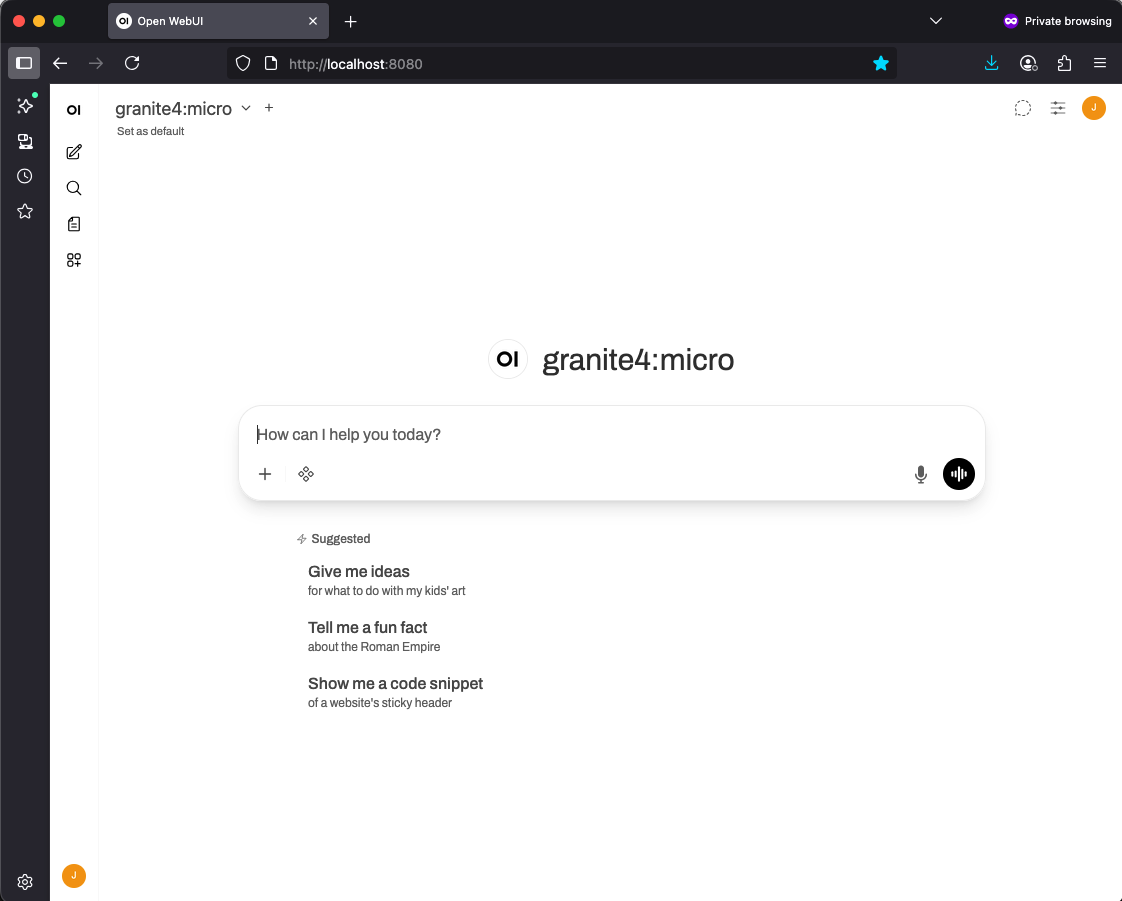 OI Open WebUI
Private browsing
http://localhost:8080
OI
granite4:micro
Set as default
J
OI granite4:micro
How can I help you today?
Suggested
Give me ideas
for what to do with my kids' art
Tell me a fun fact
about the Roman Empire
Show me a code snippet
of a website's sticky header
J